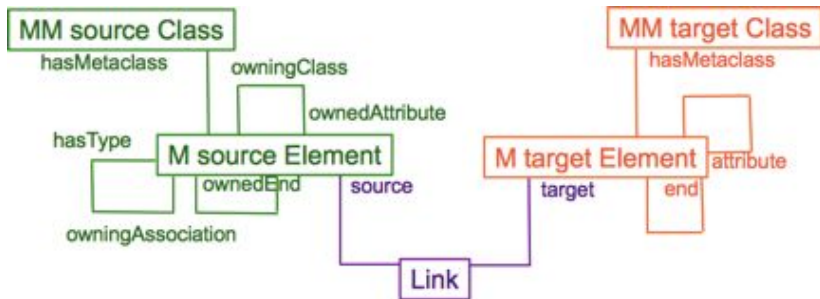 MM source Class
MM target Class
hasMetaclass
hasMetaclass
owningClass
ownedAttribute
hasType
M source Element
M target Element
attribute
ownedEnd
source
target
end
owningAssociation
Link